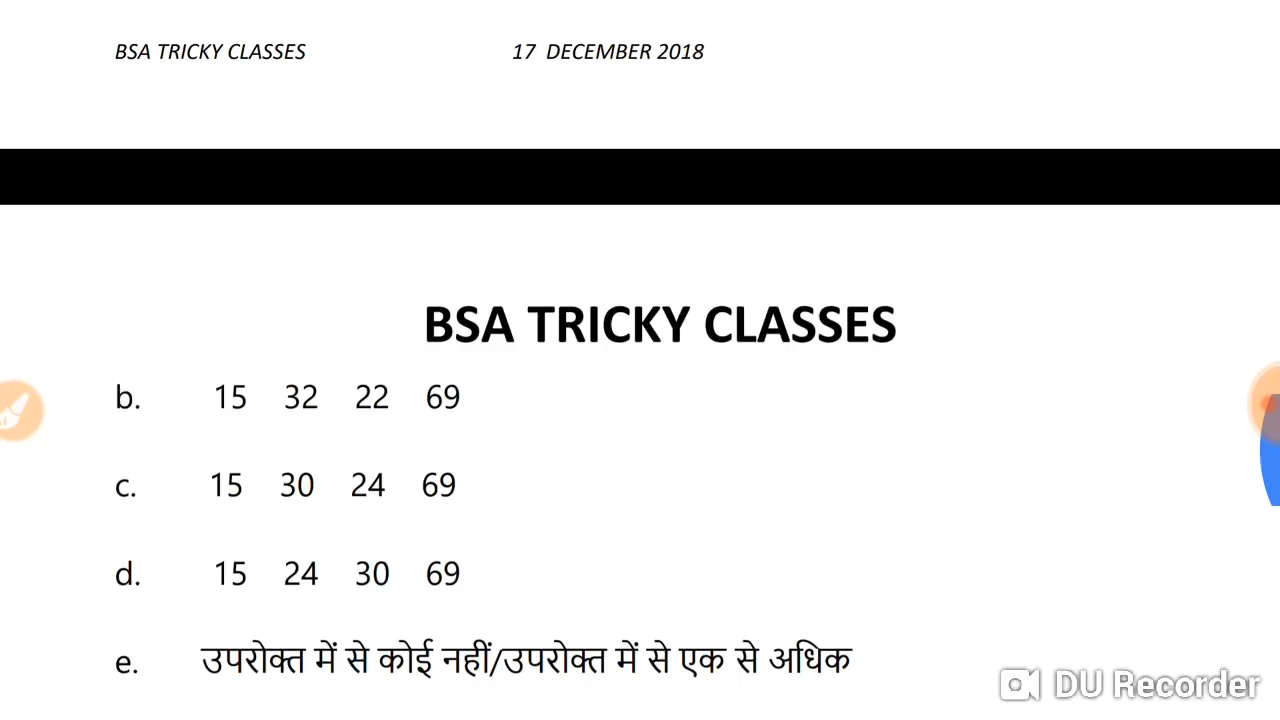 BSA TRICKY CLASSES 17 DECEMBER 2018
BSA TRICKY CLASSES
b. 15 32 22 69
c. 15 30 24 69
d. 15 24 30 69
e. उपरोक्त में से कोई नहीं/उपरोक्त में से एक से अधिक
DU Recorder